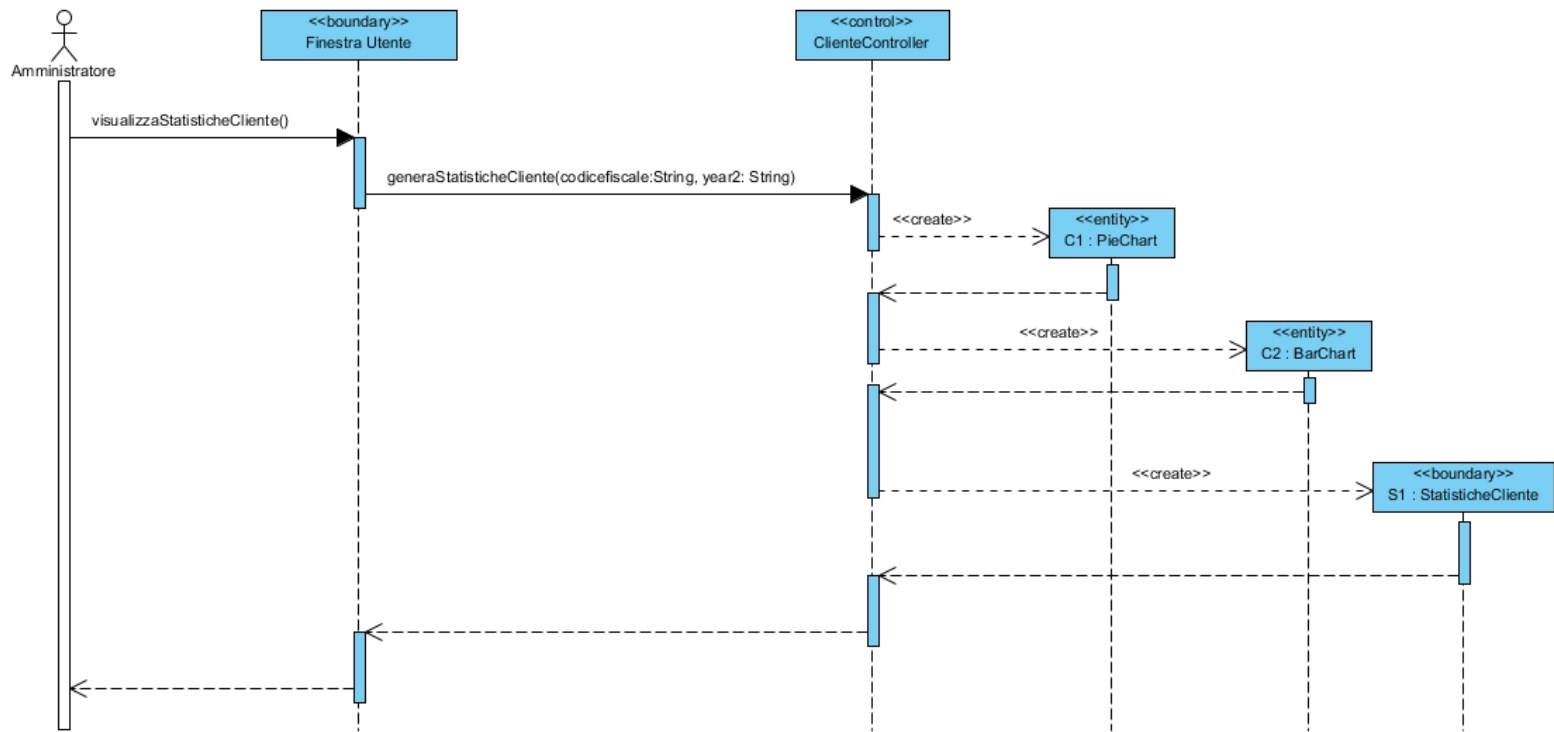 <<boundary>>
Finestra Utente
<<control>>
ClienteController
Amministratore
visualizzaStatisticheCliente()
generaStatisticheCliente(codicefiscale:String, year2: String)
<<create>>
<<entity>>
C1 : PieChart
<<create>>
<<entity>>
C2 : BarChart
<<create>>
<<boundary>>
S1 : StatisticheCliente